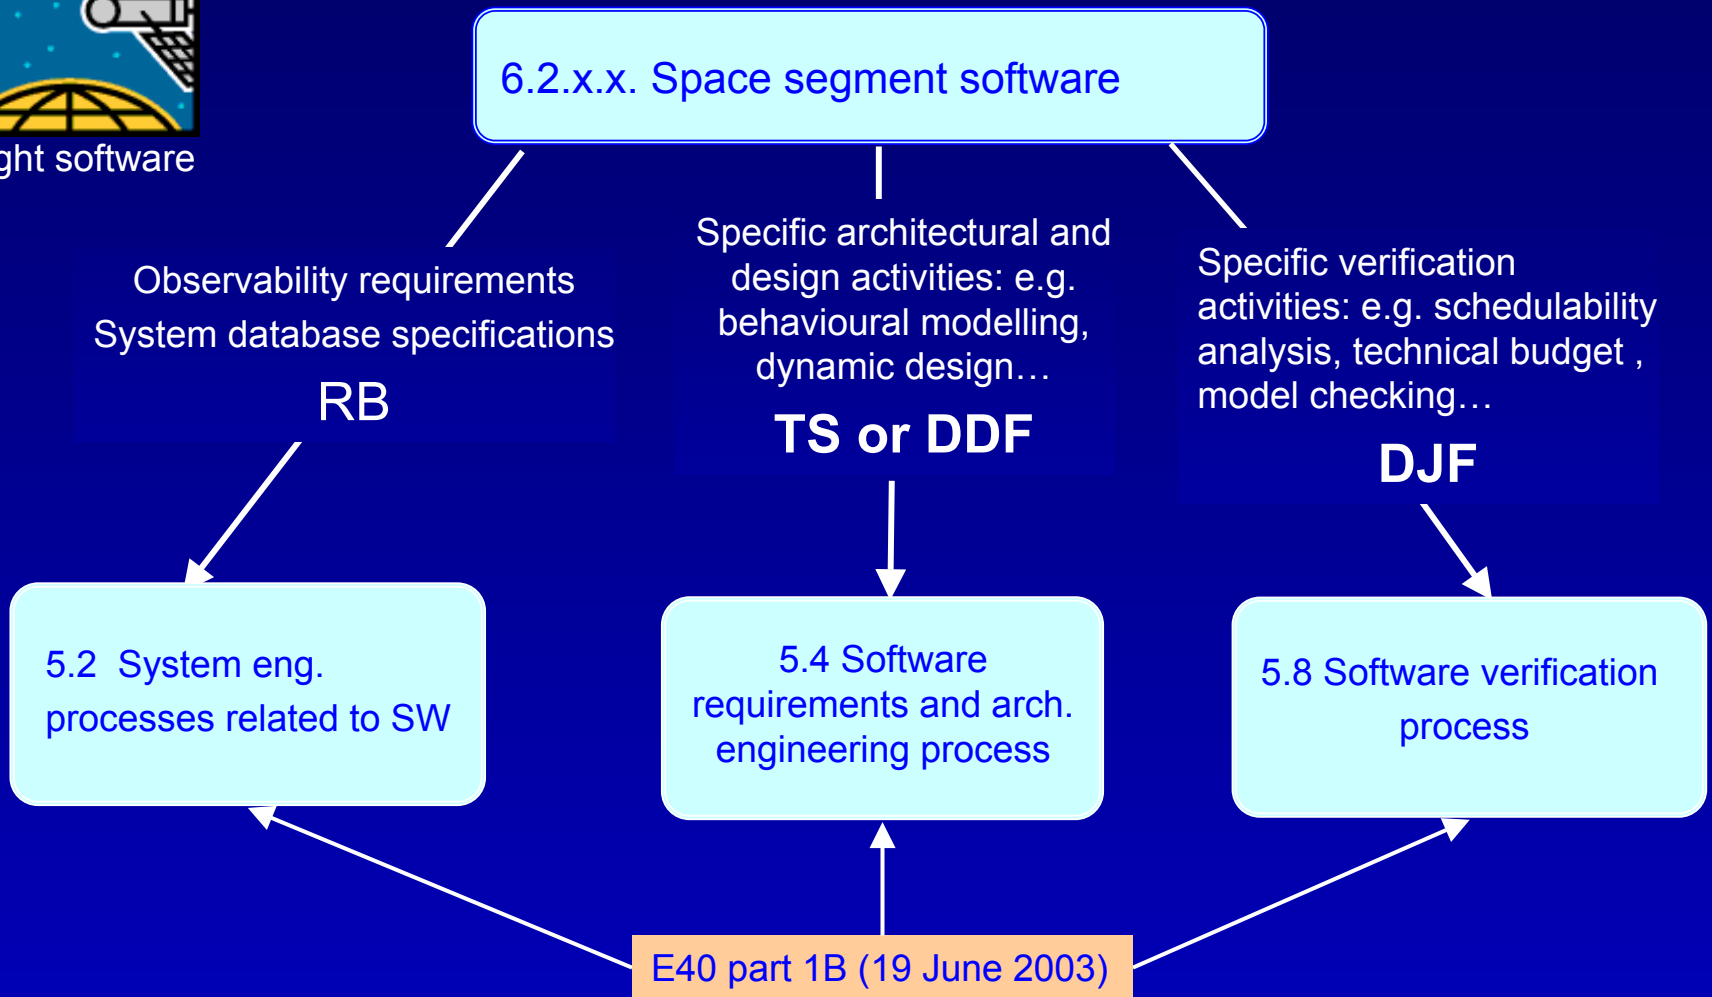 6.2.x.x. Space segment software
ght software
Observability requirements
System database specifications
RB
Specific architectural and
design activities: e.g.
behavioural modelling,
dynamic design…
TS or DDF
Specific verification
activities: e.g. schedulability
analysis, technical budget ,
model checking…
DJF
5.2 System eng.
processes related to SW
5.4 Software
requirements and arch.
engineering process
5.8 Software verification
process
E40 part 1B (19 June 2003)